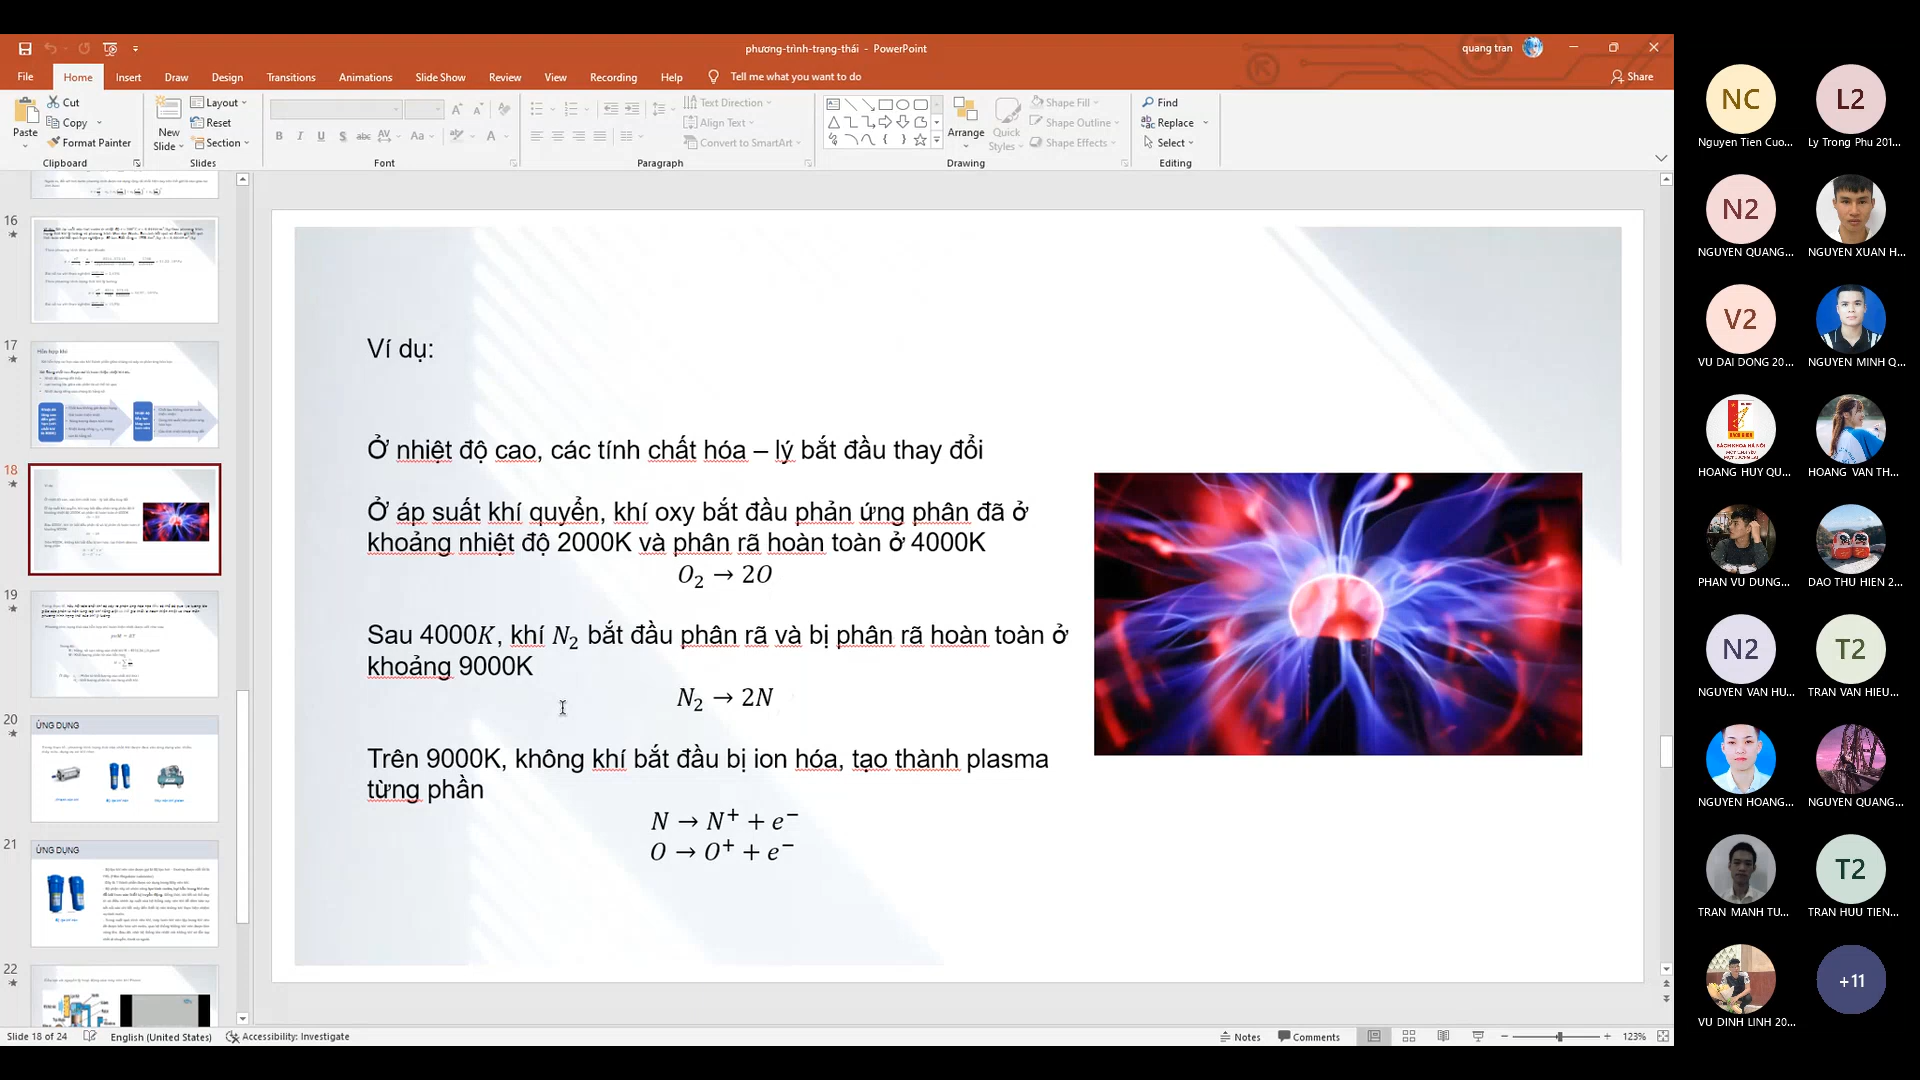 phương-trình-trạng-thái - PowerPoint
quang tran
File
Home
Insert
Draw
Design
Transitions
Animations
Slide Show
Review
View
Recording
Help
Tell me what you want to do
Share
Paste
Cut
Copy
Format Painter
Clipboard
New
Slide
Layout
Reset
Section
Slides
Font
Text Direction
Align Text
Convert to SmartArt
Paragraph
Arrange
Quick
Styles
Shape Fill
Shape Outline
Shape Effects
Drawing
Find
Replace
Select
Editing
16
17
Hỗn hợp khí
18
19
20
ỨNG DỤNG
21
ỨNG DỤNG
22
Ví dụ:
Ở nhiệt độ cao, các tính chất hóa – lý bắt đầu thay đổi
Ở áp suất khí quyển, khí oxy bắt đầu phản ứng phân đã ở
khoảng nhiệt độ 2000K và phân rã hoàn toàn ở 4000K
O₂ → 2O
Sau 4000K, khí N₂ bắt đầu phân rã và bị phân rã hoàn toàn ở
khoảng 9000K
N₂ → 2N
Trên 9000K, không khí bắt đầu bị ion hóa, tạo thành plasma
từng phần
N → N⁺ + e⁻
O → O⁺ + e⁻
Slide 18 of 24
English (United States)
Accessibility: Investigate
Notes
Comments
123%
NC
L2
Nguyen Tien Cuo...
Ly Trong Phu 201...
N2
NGUYEN QUANG...
NGUYEN XUAN H...
V2
VU DAI DONG 20...
NGUYEN MINH Q...
HOANG HUY QU...
HOANG VAN TH...
PHAN VU DUNG...
DAO THU HIEN 2...
N2
T2
NGUYEN VAN HU...
TRAN VAN HIEU...
NGUYEN HOANG...
NGUYEN QUANG...
T2
TRAN MANH TU...
TRAN HUU TIEN...
+11
VU DINH LINH 20...